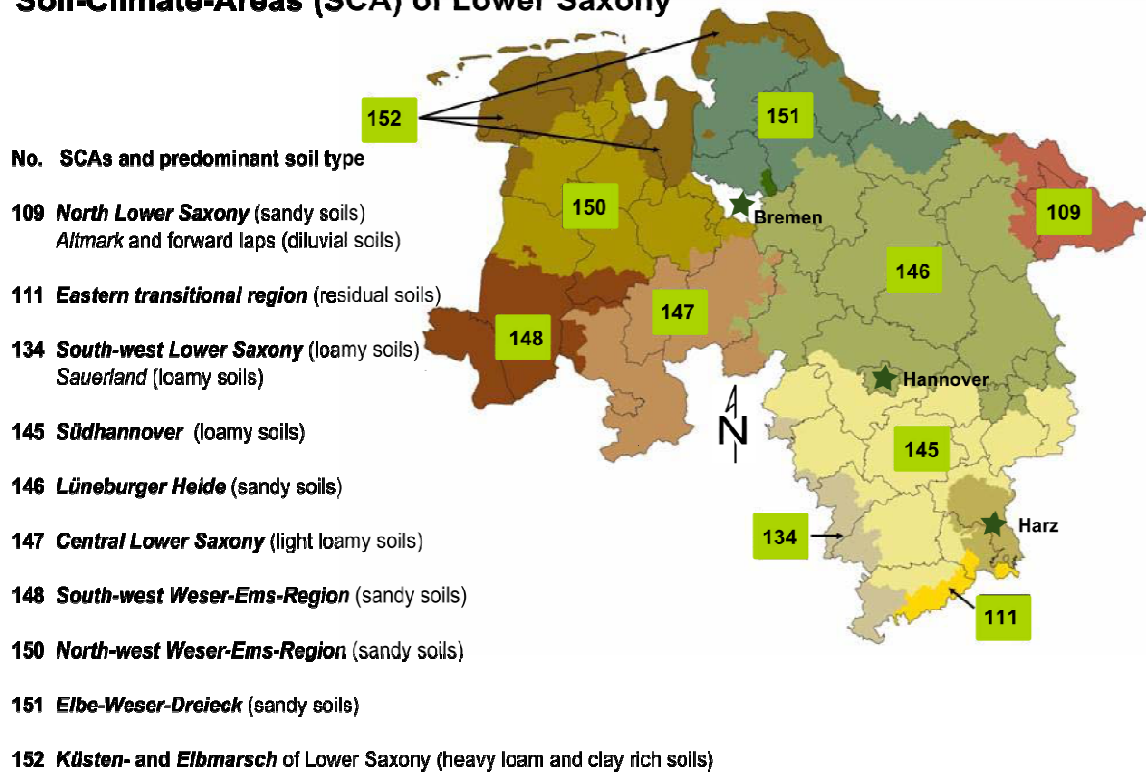 Soil-Climate-Areas (SCA) of Lower Saxony
152
151
No. SCAs and predominant soil type
150
Bremen
109
109 North Lower Saxony (sandy soils)
Altmark and forward laps (diluvial soils)
146
111 Eastern transitional region (residual soils)
147
148
134 South-west Lower Saxony (loamy soils)
Sauerland (loamy soils)
Hannover
N
145 Südhannover (loamy soils)
145
146 Lüneburger Heide (sandy soils)
134
Harz
147 Central Lower Saxony (light loamy soils)
148 South-west Weser-Ems-Region (sandy soils)
111
150 North-west Weser-Ems-Region (sandy soils)
151 Elbe-Weser-Dreieck (sandy soils)
152 Küsten- and Elbmarsch of Lower Saxony (heavy loam and clay rich soils)